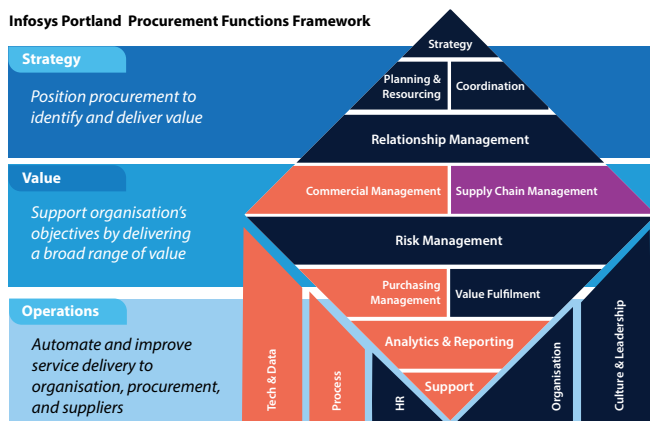 Infosys Portland Procurement Functions Framework
Strategy
Position procurement to
identify and deliver value
Value
Support organisation's
objectives by delivering
a broad range of value
Operations
Automate and improve
service delivery to
organisation, procurement,
and suppliers
Strategy
Planning &
Resourcing
Coordination
Relationship Management
Commercial Management
Supply Chain Management
Risk Management
Purchasing
Management
Value Fulfilment
Analytics & Reporting
Support
Tech & Data
Process
HR
Organisation
Culture & Leadership